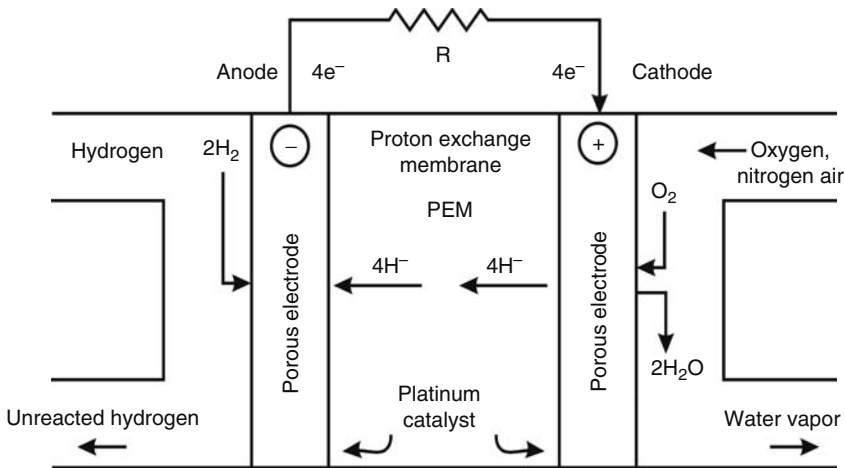 R
Anode
4e⁻
4e⁻
Cathode
Hydrogen
2H₂
−
Proton exchange
membrane
PEM
+
Oxygen,
nitrogen air
O₂
Porous electrode
4H⁻
4H⁻
Porous electrode
2H₂O
Platinum
catalyst
Unreacted hydrogen
Water vapor